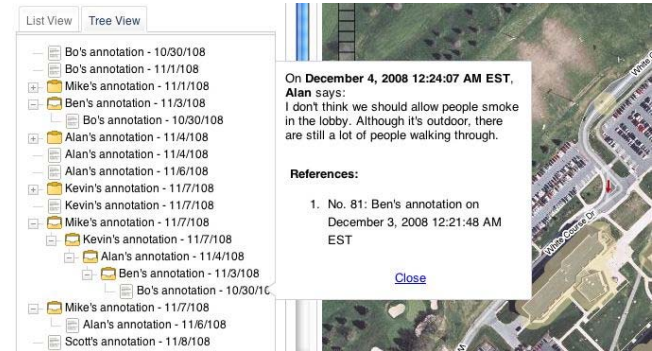 List View
Tree View
Bo's annotation - 10/30/108
Bo's annotation - 11/1/108
Mike's annotation - 11/1/108
Ben's annotation - 11/3/108
Bo's annotation - 10/30/108
Alan's annotation - 11/4/108
Alan's annotation - 11/4/108
Alan's annotation - 11/6/108
Kevin's annotation - 11/7/108
Kevin's annotation - 11/7/108
Mike's annotation - 11/7/108
Kevin's annotation - 11/7/108
Alan's annotation - 11/4/108
Ben's annotation - 11/3/108
Bo's annotation - 10/30/10
Mike's annotation - 11/7/108
Alan's annotation - 11/6/108
Scott's annotation - 11/8/108
On December 4, 2008 12:24:07 AM EST,
Alan says:
I don't think we should allow people smoke
in the lobby. Although it's outdoor, there
are still a lot of people walking through.
References:
1. No. 81: Ben's annotation on
December 3, 2008 12:21:48 AM
EST
Close
White C
White Course Dr
W